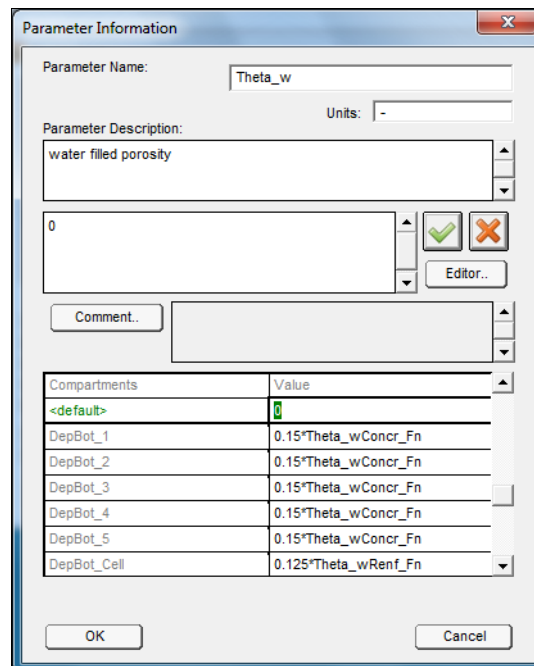 Parameter Information
Parameter Name:
Theta_w
Units: -
Parameter Description:
water filled porosity
0
Editor..
Comment..
Compartments Value
<default> 0
DepBot_1 0.15*Theta_wConcr_Fn
DepBot_2 0.15*Theta_wConcr_Fn
DepBot_3 0.15*Theta_wConcr_Fn
DepBot_4 0.15*Theta_wConcr_Fn
DepBot_5 0.15*Theta_wConcr_Fn
DepBot_Cell 0.125*Theta_wRenf_Fn
OK Cancel